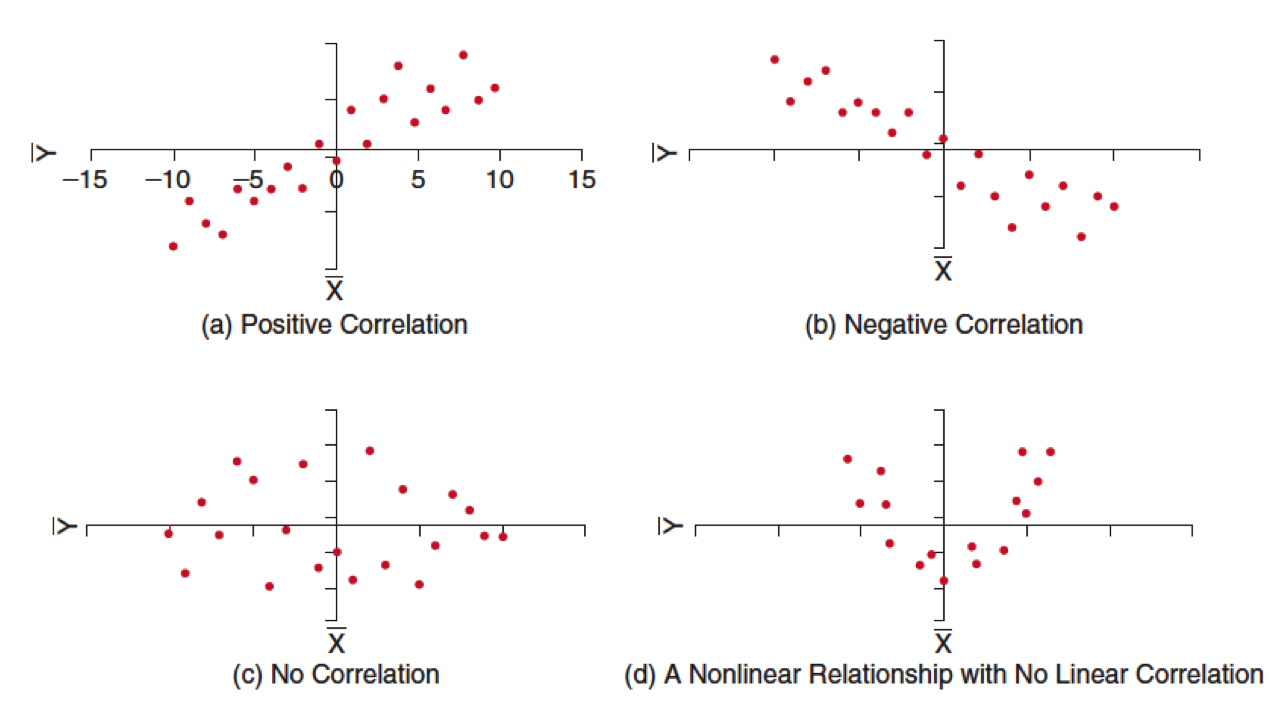 Y̅
−15 −10 −5 0 5 10 15
X̅
(a) Positive Correlation
Y̅
X̅
(b) Negative Correlation
Y̅
X̅
(c) No Correlation
Y̅
X̅
(d) A Nonlinear Relationship with No Linear Correlation